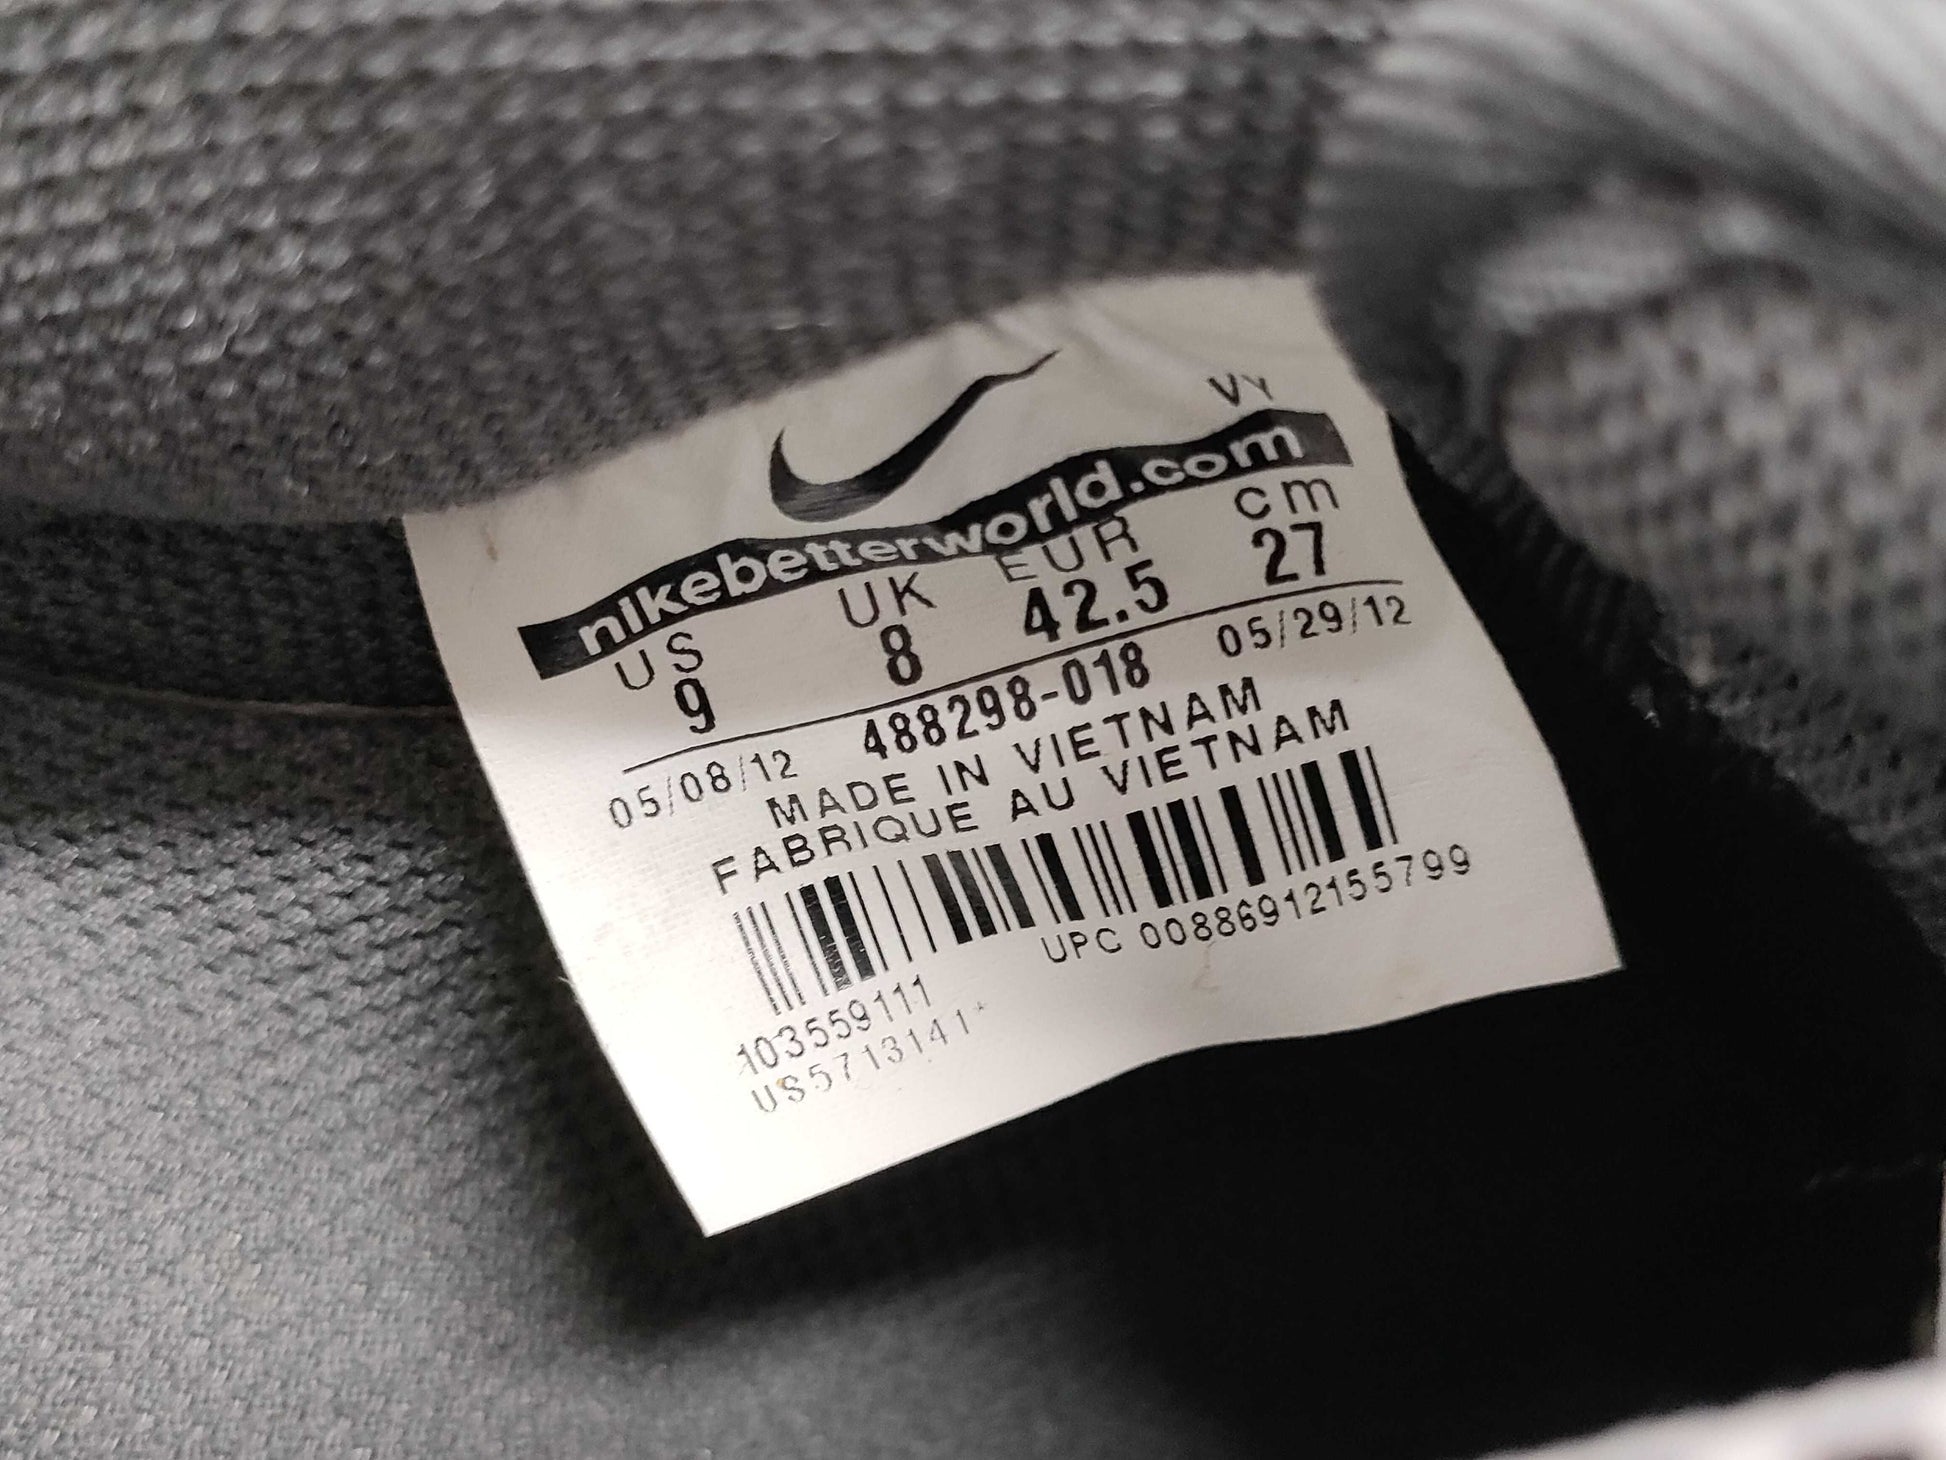 VY
nikebetterworld.com
US UK EUR cm
9 8 42.5 27
05/08/12 488298-018 05/29/12
MADE IN VIETNAM
FABRIQUE AU VIETNAM
UPC 00886912155799
103559111
US5713141*